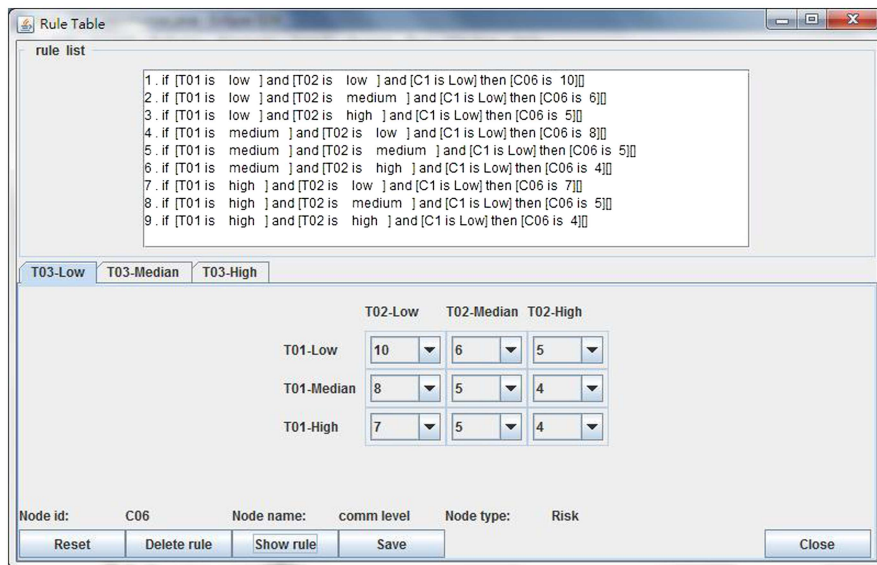 Rule Table
rule list
1 . if [T01 is low ] and [T02 is low ] and [C1 is Low] then [C06 is 10][]
2 . if [T01 is low ] and [T02 is medium ] and [C1 is Low] then [C06 is 6][]
3 . if [T01 is low ] and [T02 is high ] and [C1 is Low] then [C06 is 5][]
4 . if [T01 is medium ] and [T02 is low ] and [C1 is Low] then [C06 is 8][]
5 . if [T01 is medium ] and [T02 is medium ] and [C1 is Low] then [C06 is 5][]
6 . if [T01 is medium ] and [T02 is high ] and [C1 is Low] then [C06 is 4][]
7 . if [T01 is high ] and [T02 is low ] and [C1 is Low] then [C06 is 7][]
8 . if [T01 is high ] and [T02 is medium ] and [C1 is Low] then [C06 is 5][]
9 . if [T01 is high ] and [T02 is high ] and [C1 is Low] then [C06 is 4][]
T03-Low T03-Median T03-High
T02-Low T02-Median T02-High
T01-Low 10 6 5
T01-Median 8 5 4
T01-High 7 5 4
Node id: C06 Node name: comm level Node type: Risk
Reset Delete rule Show rule Save Close